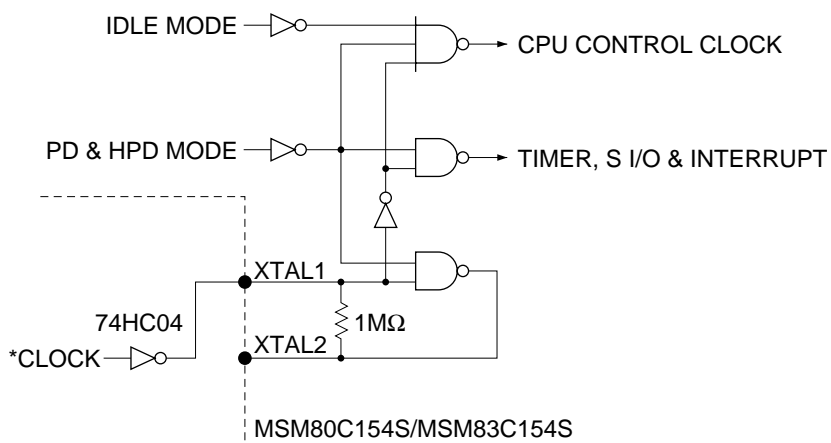 IDLE MODE
CPU CONTROL CLOCK
PD & HPD MODE
TIMER, S I/O & INTERRUPT
XTAL1
74HC04
1MΩ
XTAL2
*CLOCK
MSM80C154S/MSM83C154S